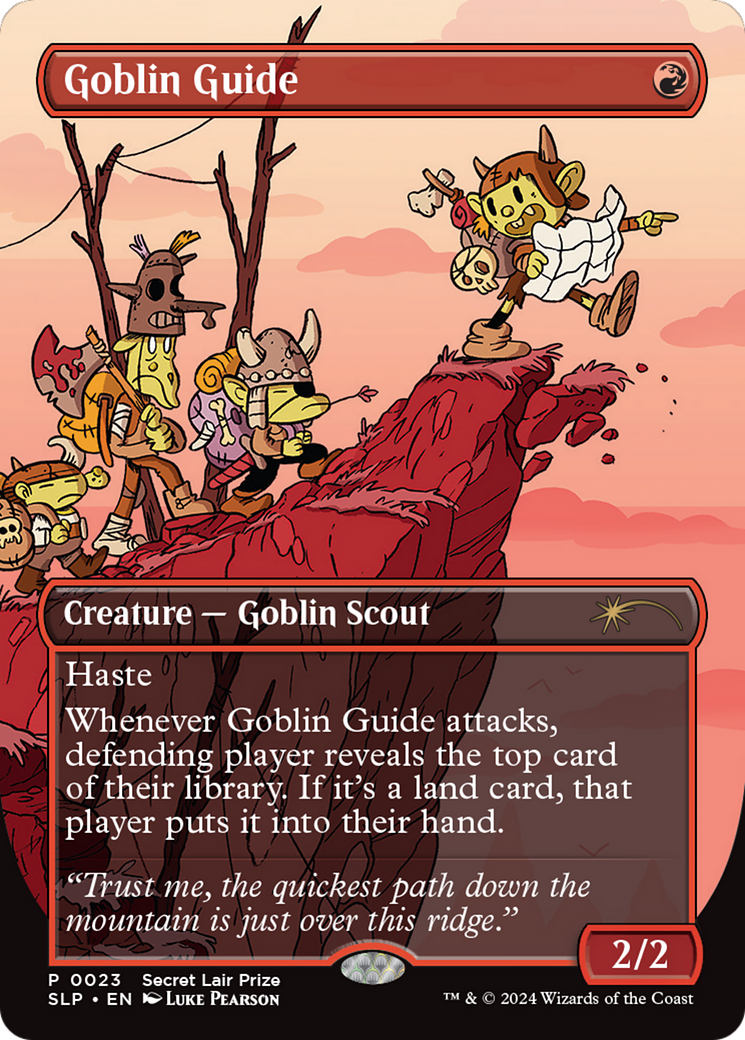 Goblin Guide
Creature — Goblin Scout
Haste
Whenever Goblin Guide attacks,
defending player reveals the top card
of their library. If it's a land card, that
player puts it into their hand.
“Trust me, the quickest path down the
mountain is just over this ridge.”
2/2
P 0023 Secret Lair Prize
SLP • EN Luke Pearson
™ & © 2024 Wizards of the Coast